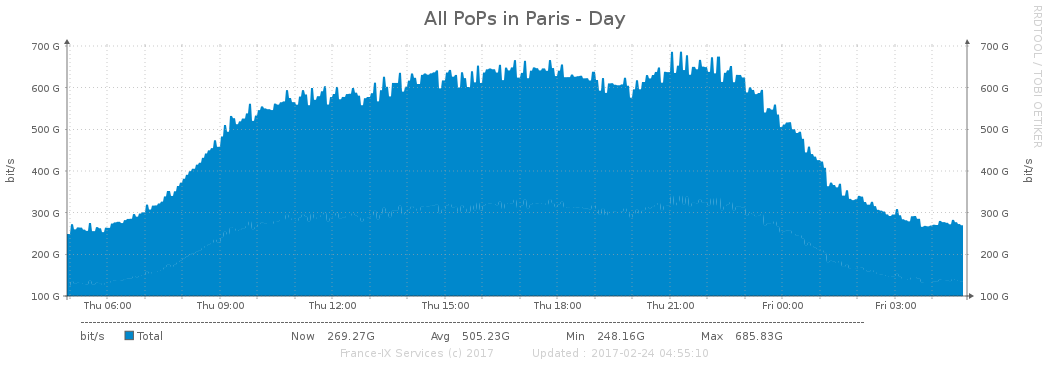 All PoPs in Paris - Day
RRDTOOL / TOBI OETIKER
700 G 700 G
600 G 600 G
500 G 500 G
400 G 400 G
300 G 300 G
200 G 200 G
100 G 100 G
bit/s bit/s
Thu 06:00 Thu 09:00 Thu 12:00 Thu 15:00 Thu 18:00 Thu 21:00 Fri 00:00 Fri 03:00
bit/s Total Now 269.27G Avg 505.23G Min 248.16G Max 685.83G
France-IX Services (c) 2017 Updated : 2017-02-24 04:55:10